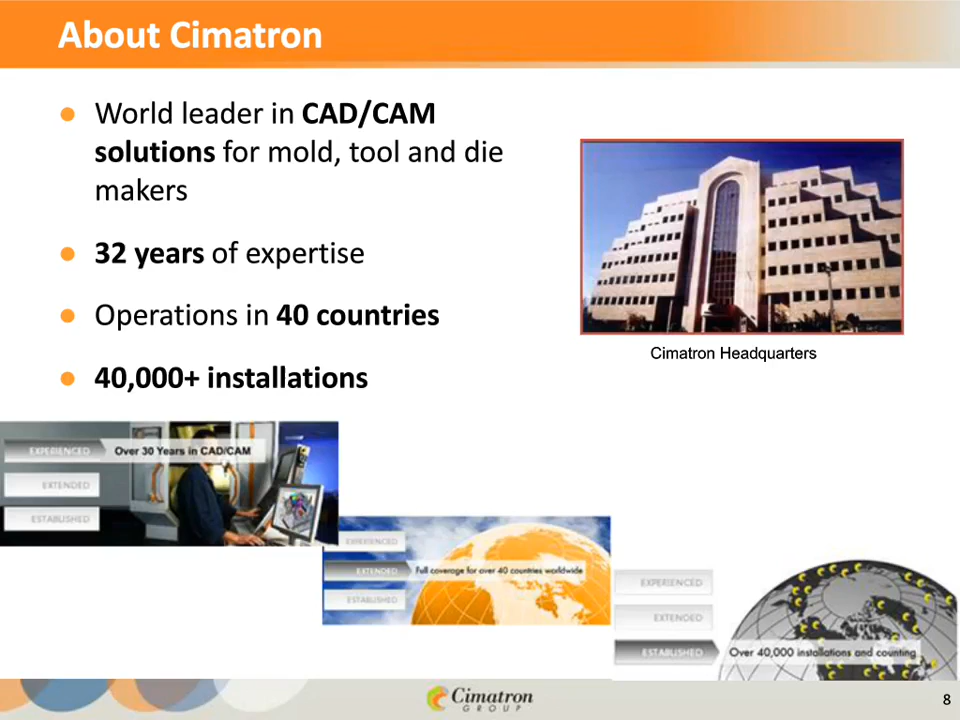 About Cimatron
● World leader in CAD/CAM
solutions for mold, tool and die
makers
● 32 years of expertise
● Operations in 40 countries
● 40,000+ installations
Cimatron Headquarters
EXPERIENCED Over 30 Years in CAD/CAM
EXTENDED
ESTABLISHED
EXPERIENCED
EXTENDED Full coverage for over 40 countries worldwide
ESTABLISHED
EXPERIENCED
EXTENDED
ESTABLISHED Over 40,000 installations and counting
Cimatron
GROUP
8